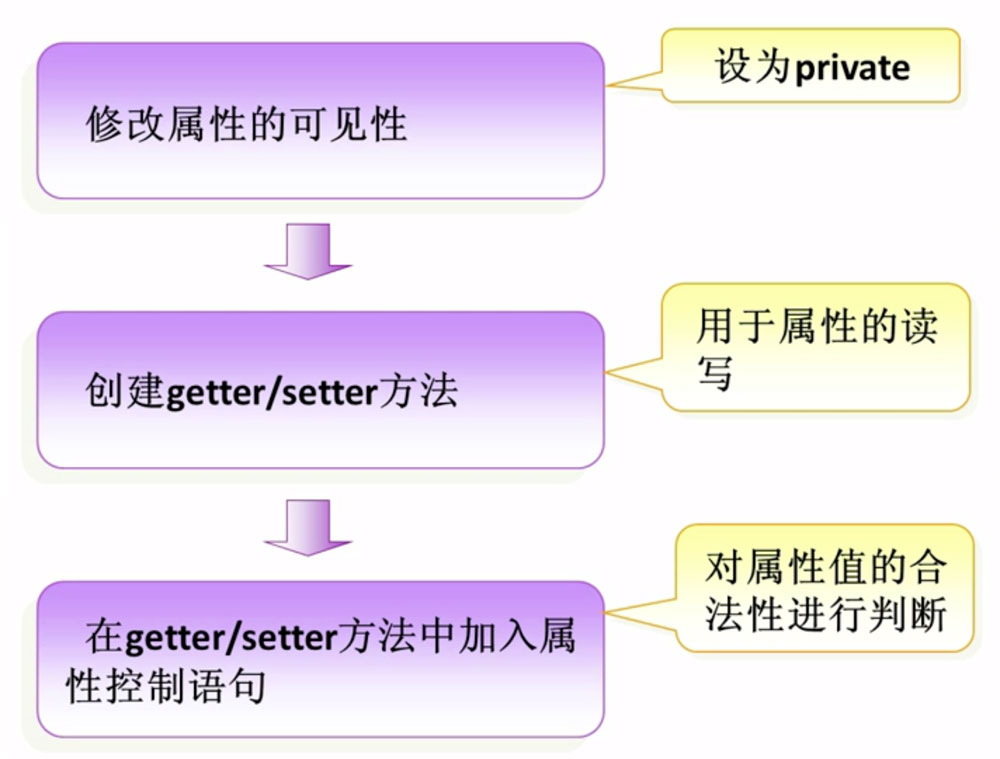 修改属性的可见性
设为private
创建getter/setter方法
用于属性的读
写
在getter/setter方法中加入属
性控制语句
对属性值的合
法性进行判断